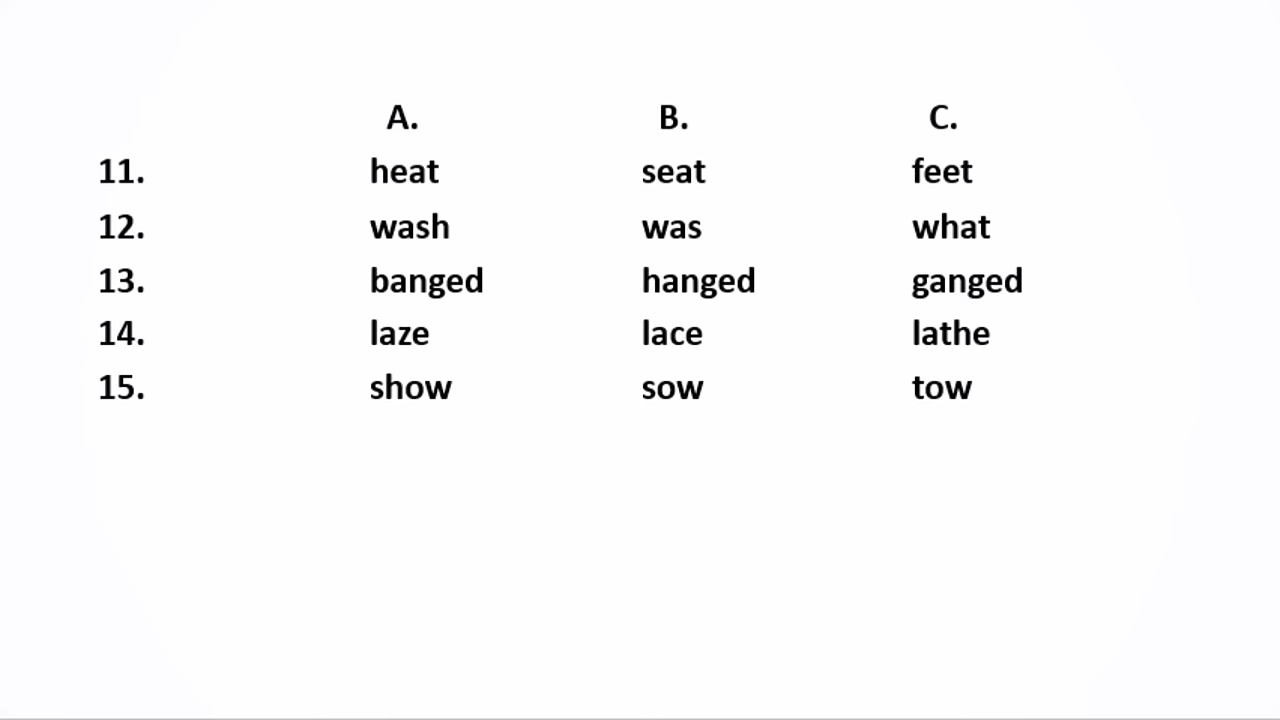 A. B. C.
11. heat seat feet
12. wash was what
13. banged hanged ganged
14. laze lace lathe
15. show sow tow